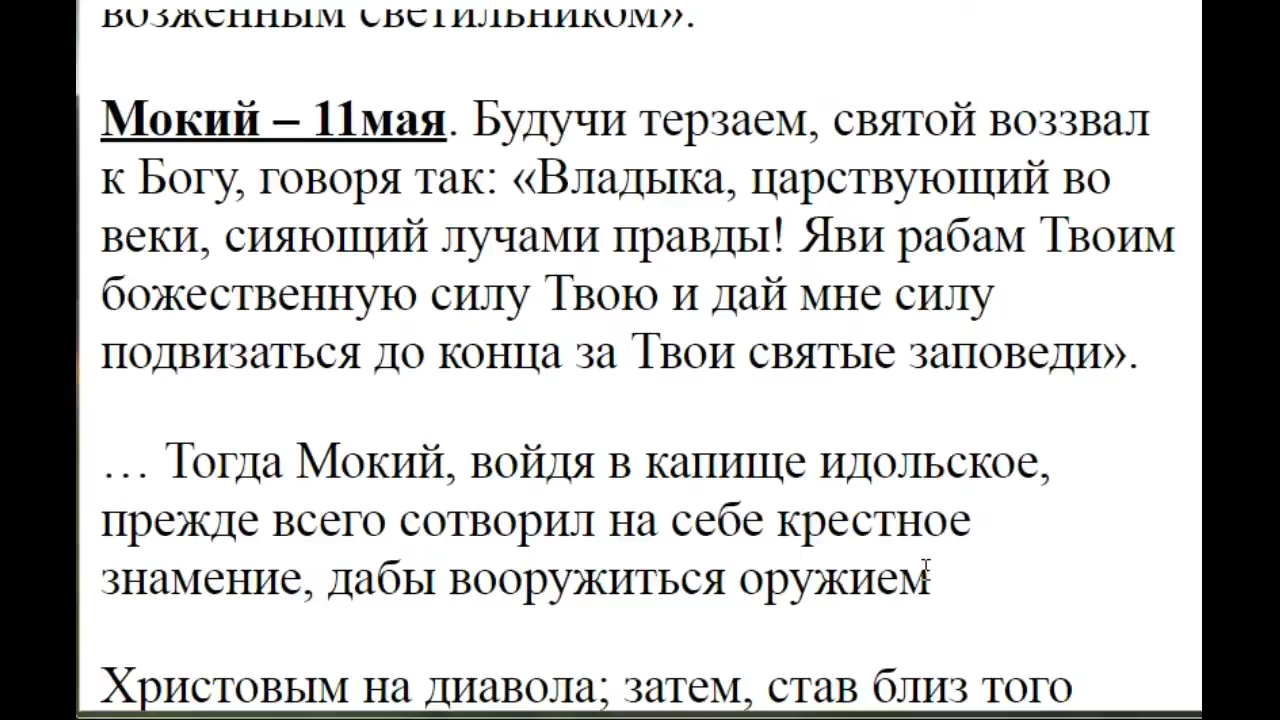 возженным светильником».
Мокий – 11мая. Будучи терзаем, святой воззвал
к Богу, говоря так: «Владыка, царствующий во
веки, сияющий лучами правды! Яви рабам Твоим
божественную силу Твою и дай мне силу
подвизаться до конца за Твои святые заповеди».
… Тогда Мокий, войдя в капище идольское,
прежде всего сотворил на себе крестное
знамение, дабы вооружиться оружием
Христовым на диавола; затем, став близ того